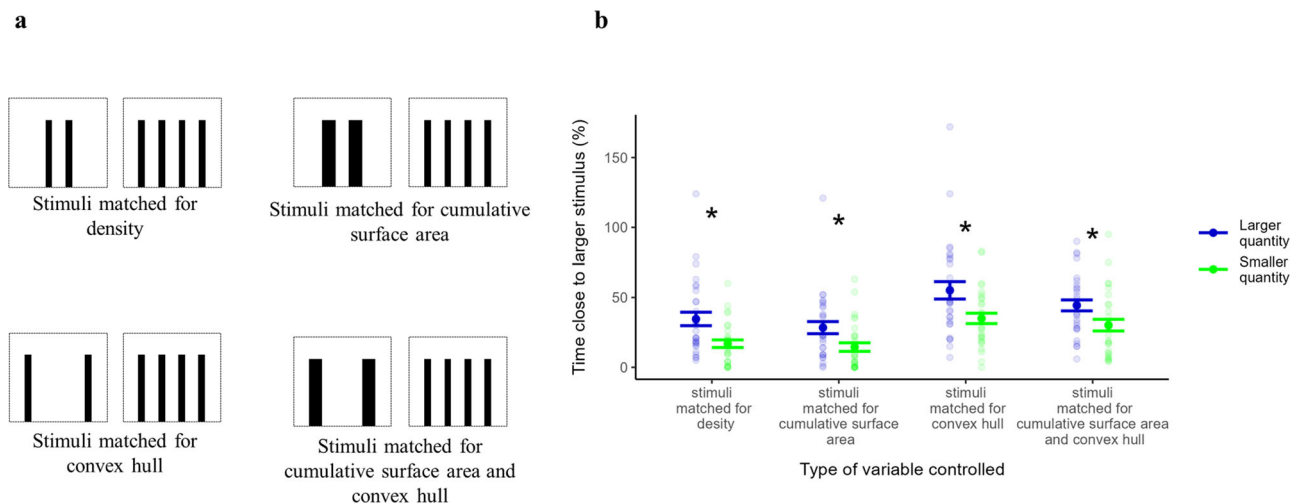 a
Stimuli matched for
density
Stimuli matched for cumulative
surface area
Stimuli matched for
convex hull
Stimuli matched for
cumulative surface area and
convex hull
b
Time close to larger stimulus (%)
150
100
50
0
*
*
*
*
stimuli
matched for
desity
stimuli
matched for
cumulative surface
area
stimuli
matched for
convex hull
stimuli
matched for
cumulative surface area
and convex hull
Type of variable controlled
Larger
quantity
Smaller
quantity